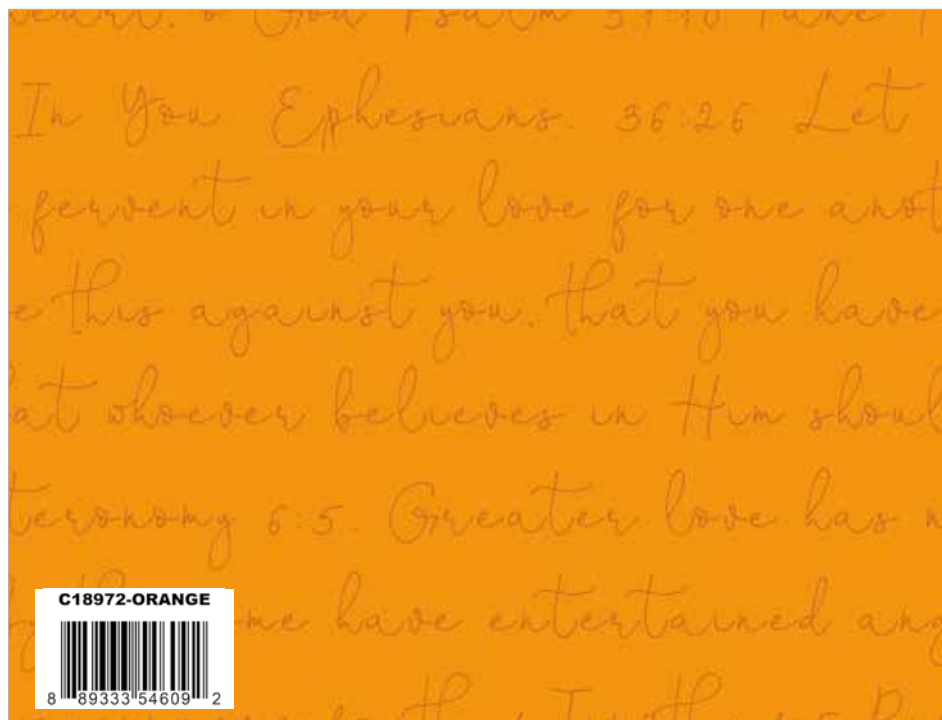 God Psalm
In You Ephesians. 36:26 Let
fervent in your love for one anot
e this against you, that you have
at whoever believes in Him shoul
teronomy 6:5. Greater love has n
me have entertained ang
C18972-ORANGE
8 89333 54609 2